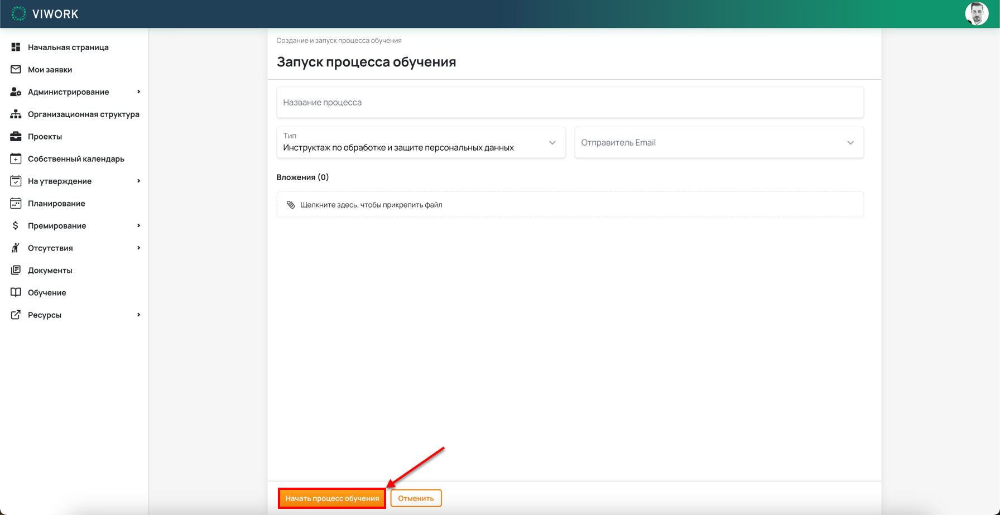 VIWORK
Начальная страница
Мои заявки
Администрирование
Организационная структура
Проекты
Собственный календарь
На утверждение
Планирование
Премирование
Отсутствия
Документы
Обучение
Ресурсы
Создание и запуск процесса обучения
Запуск процесса обучения
Название процесса
Тип
Инструктаж по обработке и защите персональных данных
Отправитель Email
Вложения (0)
Щелкните здесь, чтобы прикрепить файл
Начать процесс обучения
Отменить